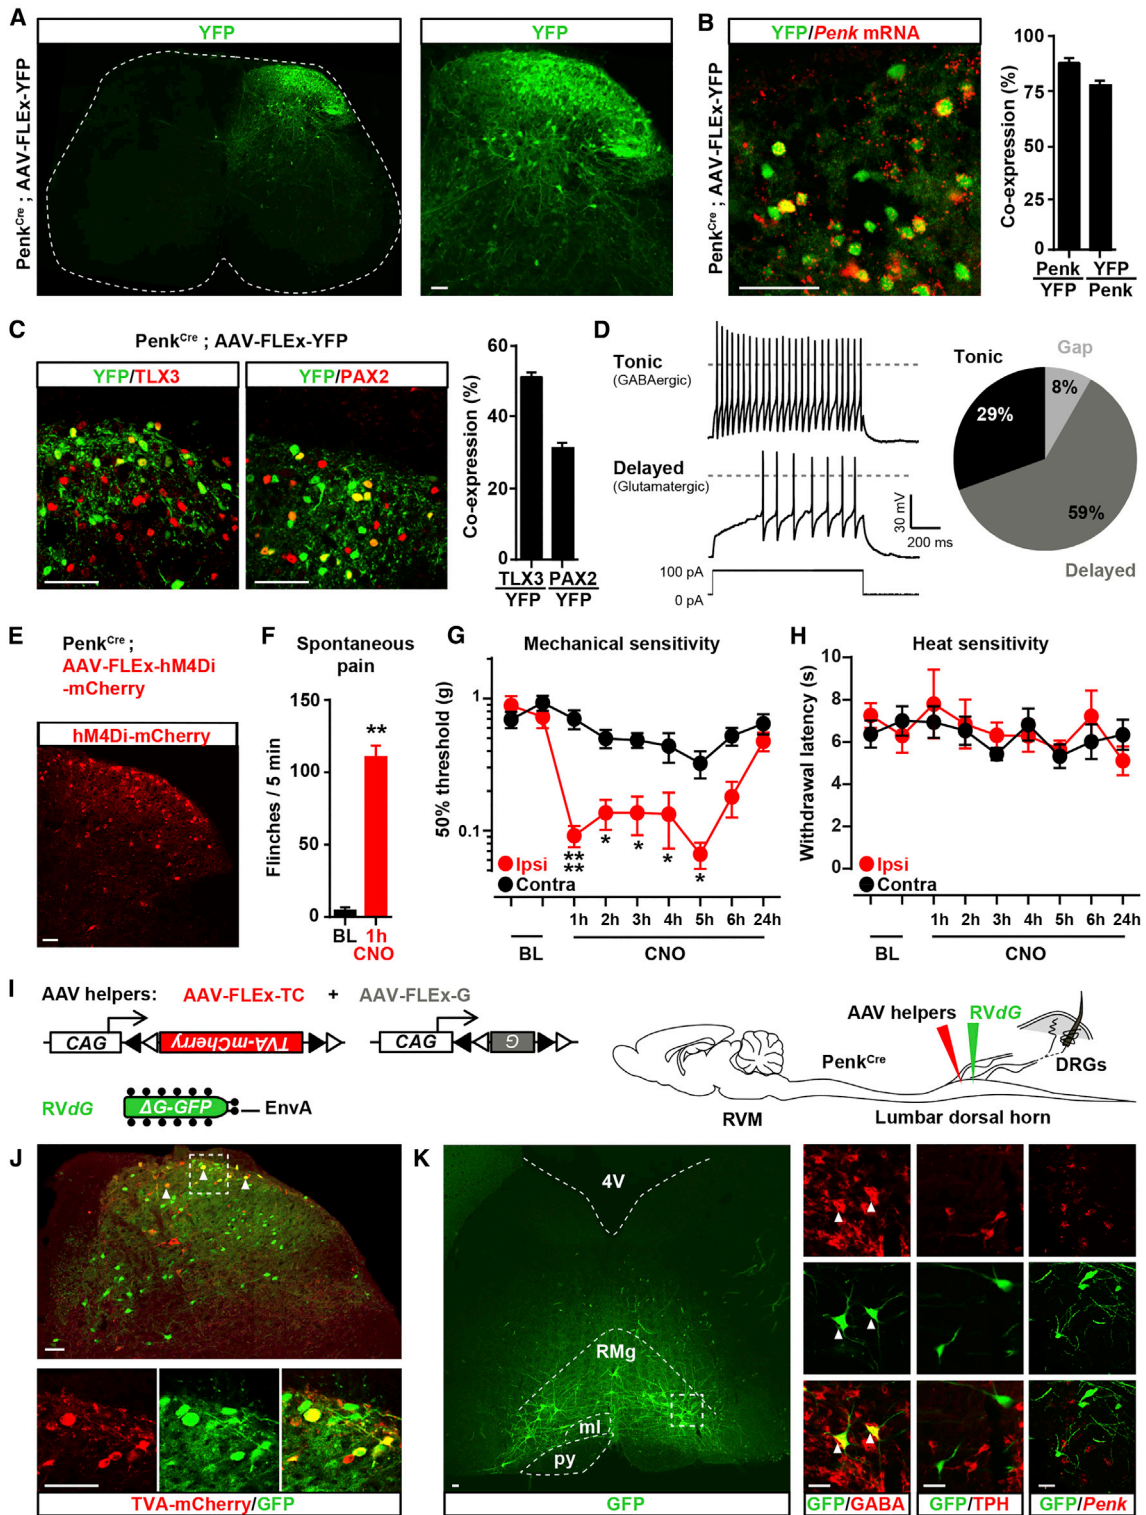 A
YFP
YFP
Penk^Cre ; AAV-FLEx-YFP
B
YFP/Penk mRNA
Penk^Cre ; AAV-FLEx-YFP
Co-expression (%)
100
75
50
25
0
Penk YFP
YFP Penk
C
Penk^Cre ; AAV-FLEx-YFP
YFP/TLX3
YFP/PAX2
Co-expression (%)
60
40
20
0
TLX3 PAX2
YFP YFP
D
Tonic
(GABAergic)
Delayed
(Glutamatergic)
30 mV
200 ms
100 pA
0 pA
Tonic
Gap
8%
29%
59%
Delayed
E
Penk^Cre ;
AAV-FLEx-hM4Di
-mCherry
hM4Di-mCherry
F
Spontaneous
pain
Flinches / 5 min
150
100
50
0
**
BL 1h
CNO
G
Mechanical sensitivity
50% threshold (g)
1
0.1
**
**
* * * *
Ipsi
Contra
1h 2h 3h 4h 5h 6h 24h
BL CNO
H
Heat sensitivity
Withdrawal latency (s)
10
8
6
4
2
0
Ipsi
Contra
1h 2h 3h 4h 5h 6h 24h
BL CNO
I
AAV helpers: AAV-FLEx-TC + AAV-FLEx-G
CAG TVA-mCherry
CAG G
RVdG ΔG-GFP EnvA
AAV helpers RVdG
Penk^Cre
DRGs
RVM
Lumbar dorsal horn
J
TVA-mCherry/GFP
K
4V
RMg
ml
py
GFP
GFP/GABA
GFP/TPH
GFP/Penk